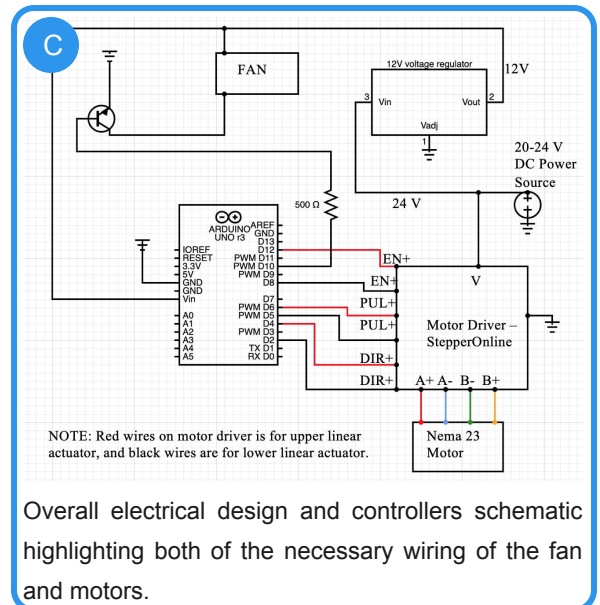 C
FAN
12V voltage regulator
12V
3
Vin
Vout
2
Vadj
1
20-24 V
DC Power
Source
24 V
500 Ω
ARDUINO
UNO r3
AREF
GND
D13
IOREF
D12
RESET
PWM D11
3.3V
PWM D10
5V
PWM D9
GND
D8
GND
Vin
D7
PWM D6
A0
PWM D5
A1
D4
A2
PWM D3
A3
D2
A4
TX D1
A5
RX D0
EN+
EN+
V
PUL+
PUL+
Motor Driver –
StepperOnline
DIR+
DIR+
A+ A- B- B+
Nema 23
Motor
NOTE: Red wires on motor driver is for upper linear
actuator, and black wires are for lower linear actuator.
Overall electrical design and controllers schematic
highlighting both of the necessary wiring of the fan
and motors.